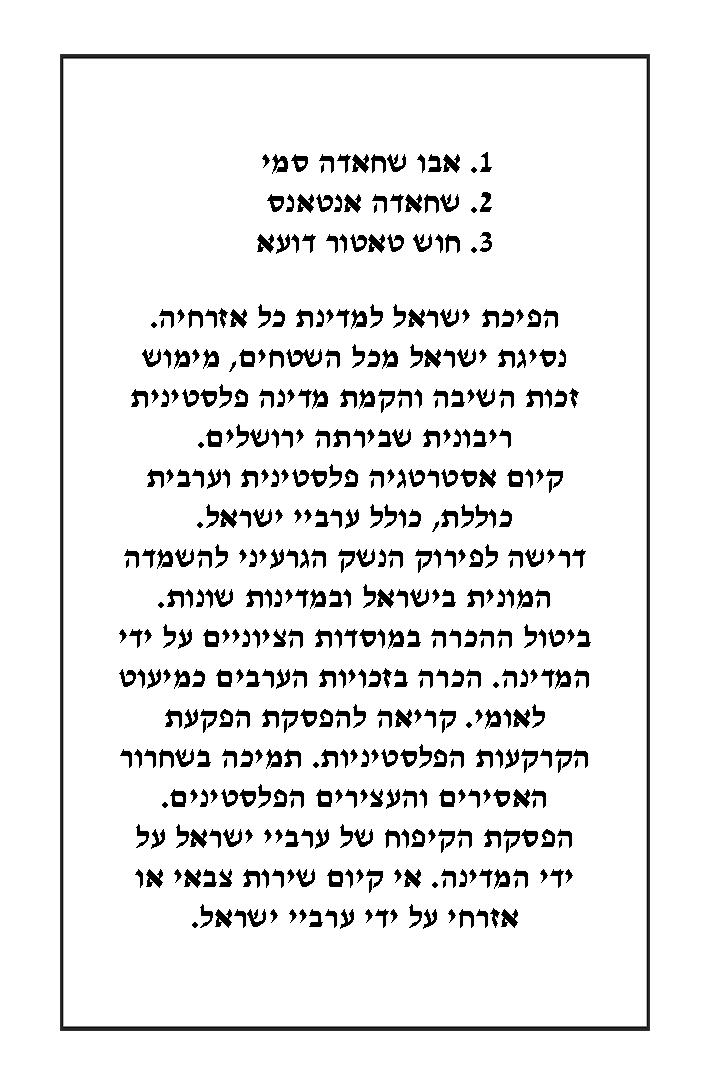 1. אבו שחאדה סמי
2. שחאדה אנטאנס
3. חוש טאטור דועא
הפיכת ישראל למדינת כל אזרחיה.
נסיגת ישראל מכל השטחים, מימוש
זכות השיבה והקמת מדינה פלסטינית
ריבונית שבירתה ירושלים.
קיום אסטרטגיה פלסטינית וערבית
כוללת, כולל ערביי ישראל.
דרישה לפירוק הנשק הגרעיני להשמדה
המונית בישראל ובמדינות שונות.
ביטול ההכרה במוסדות הציוניים על ידי
המדינה. הכרה בזכויות הערבים כמיעוט
לאומי. קריאה להפסקת הפקעת
הקרקעות הפלסטיניות. תמיכה בשחרור
האסירים והעצירים הפלסטינים.
הפסקת הקיפוח של ערביי ישראל על
ידי המדינה. אי קיום שירות צבאי או
אזרחי על ידי ערביי ישראל.